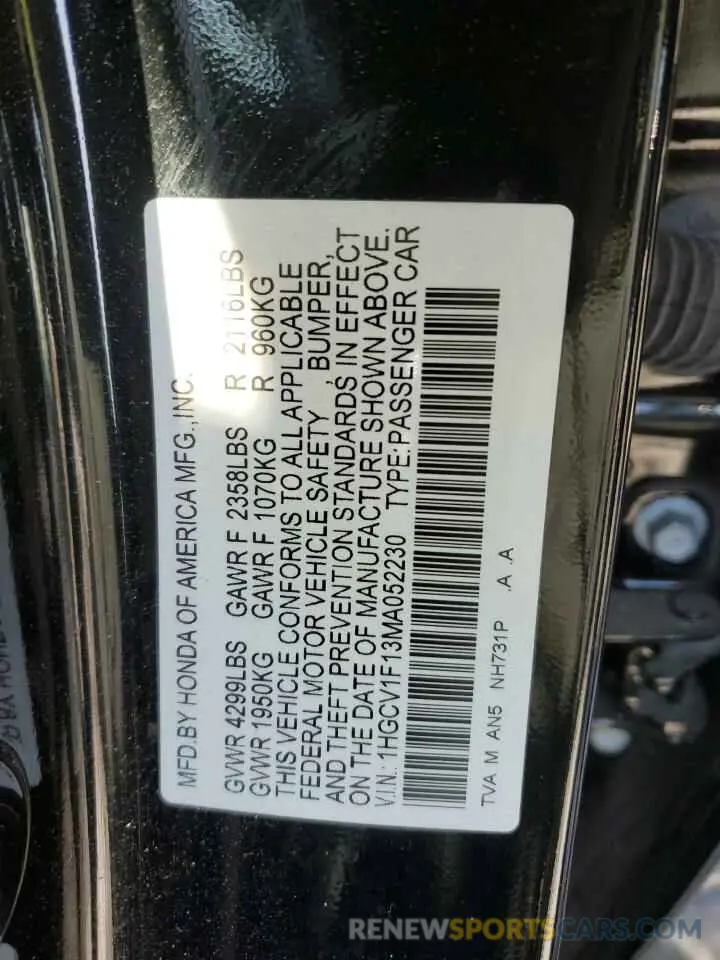 MFD.BY HONDA OF AMERICA MFG.,INC.
GVWR 4299LBS GAWR F 2358LBS R 2116LBS
GVWR 1950KG GAWR F 1070KG R 960KG
THIS VEHICLE CONFORMS TO ALL APPLICABLE
FEDERAL MOTOR VEHICLE SAFETY , BUMPER,
AND THEFT PREVENTION STANDARDS IN EFFECT
ON THE DATE OF MANUFACTURE SHOWN ABOVE.
V.I.N. 1HGCV1F13MA052230 TYPE:PASSENGER CAR
TVA M AN5 NH731P .A .A
RENEWSPORTSCARS.COM